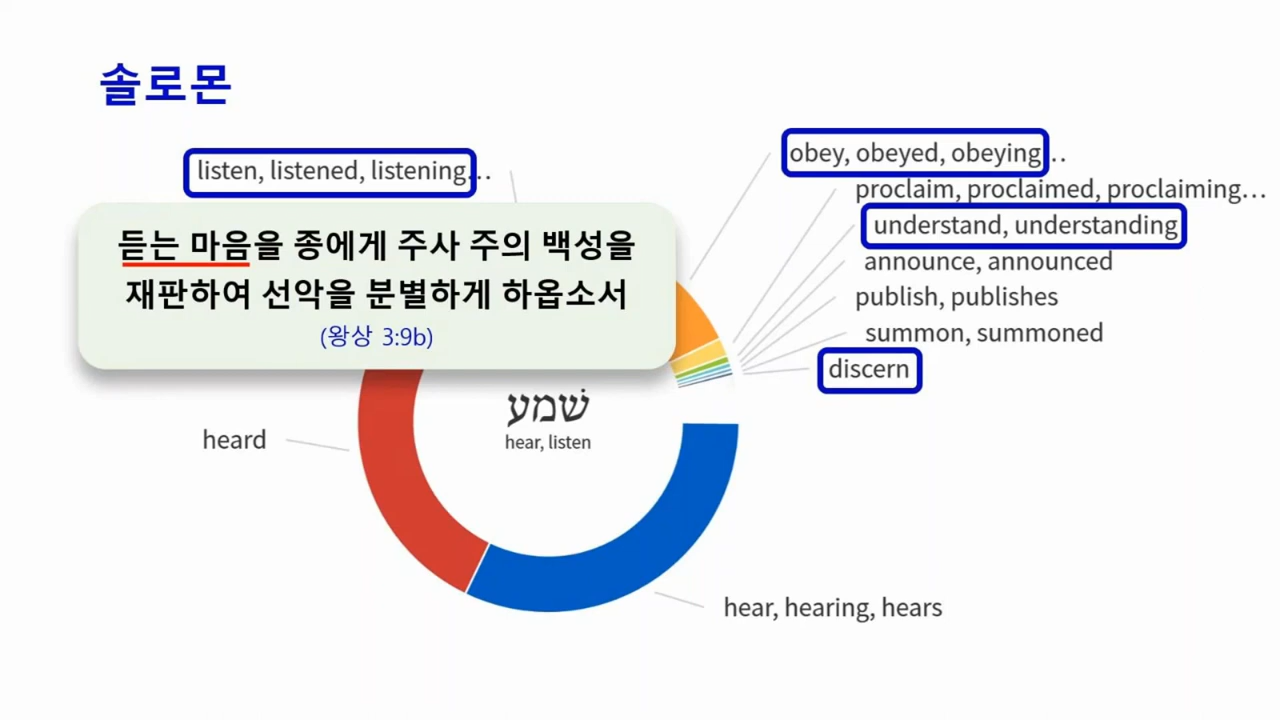 솔로몬
listen, listened, listening…
obey, obeyed, obeying…
proclaim, proclaimed, proclaiming…
understand, understanding
announce, announced
publish, publishes
summon, summoned
discern
듣는 마음을 종에게 주사 주의 백성을
재판하여 선악을 분별하게 하옵소서
(왕상 3:9b)
שׁמע
hear, listen
heard
hear, hearing, hears